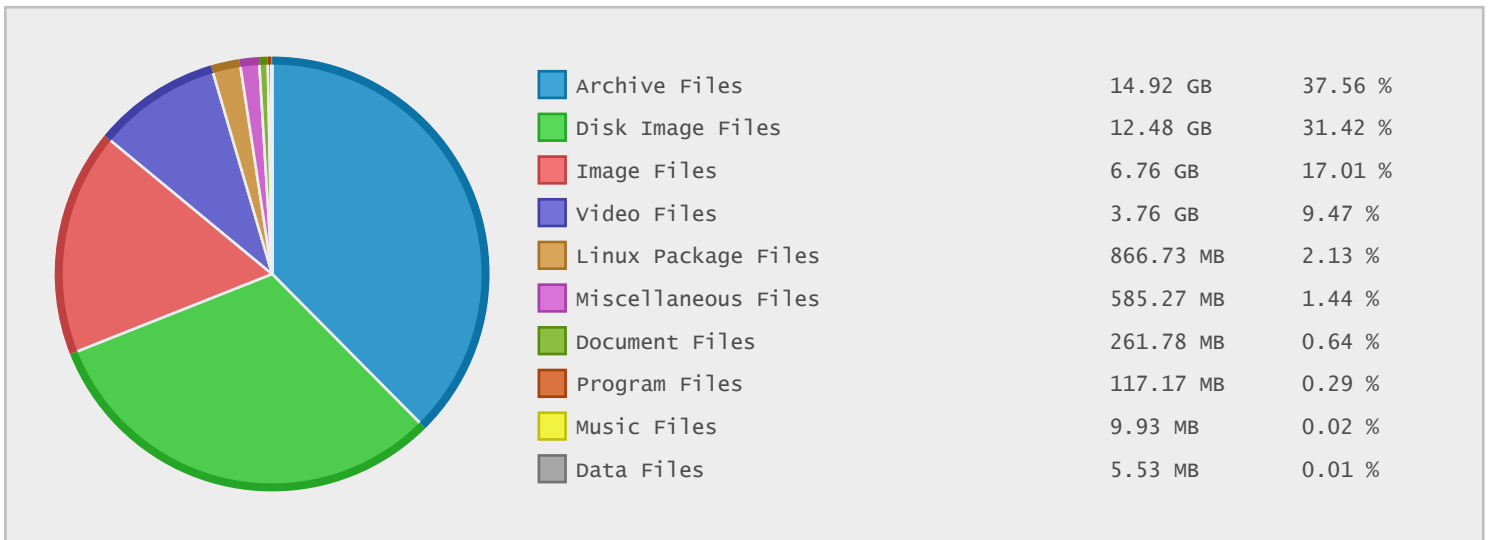 Archive Files 14.92 GB 37.56 %
Disk Image Files 12.48 GB 31.42 %
Image Files 6.76 GB 17.01 %
Video Files 3.76 GB 9.47 %
Linux Package Files 866.73 MB 2.13 %
Miscellaneous Files 585.27 MB 1.44 %
Document Files 261.78 MB 0.64 %
Program Files 117.17 MB 0.29 %
Music Files 9.93 MB 0.02 %
Data Files 5.53 MB 0.01 %